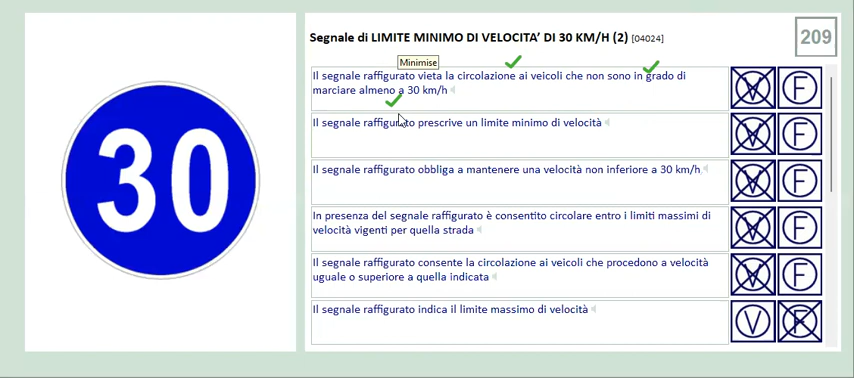 Segnale di LIMITE MINIMO DI VELOCITA' DI 30 KM/H (2) [04024]
209
Minimise
Il segnale raffigurato vieta la circolazione ai veicoli che non sono in grado di
marciare almeno a 30 km/h
V F
Il segnale raffigurato prescrive un limite minimo di velocità
V F
30
Il segnale raffigurato obbliga a mantenere una velocità non inferiore a 30 km/h
V F
In presenza del segnale raffigurato è consentito circolare entro i limiti massimi di
velocità vigenti per quella strada
V F
Il segnale raffigurato consente la circolazione ai veicoli che procedono a velocità
uguale o superiore a quella indicata
V F
Il segnale raffigurato indica il limite massimo di velocità
V F